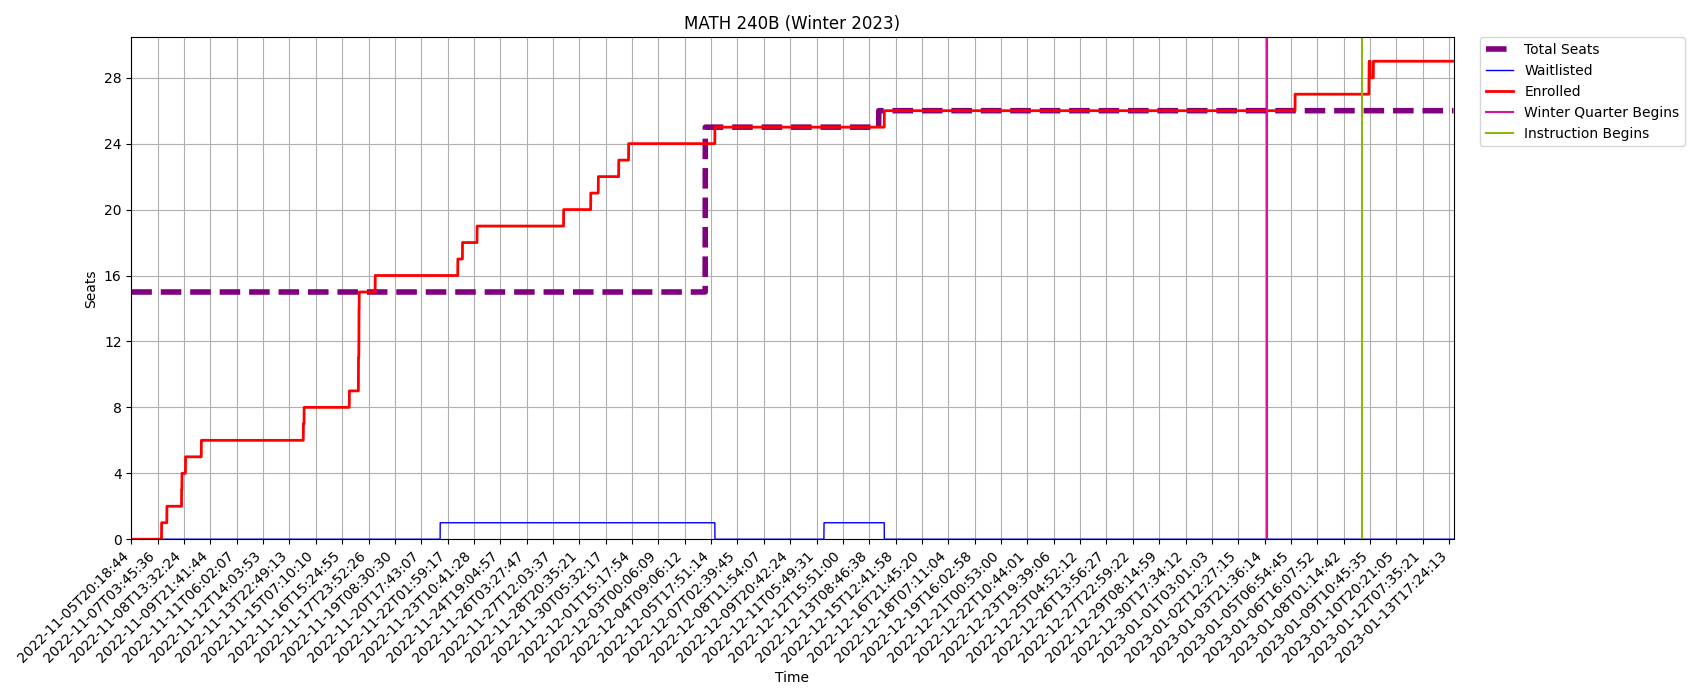 MATH 240B (Winter 2023)
Total Seats
Waitlisted
Enrolled
Winter Quarter Begins
Instruction Begins
Seats
28
24
20
16
12
8
4
0
2022-11-05T20:18:44
2022-11-07T03:45:36
2022-11-08T13:32:24
2022-11-09T21:41:44
2022-11-11T06:02:07
2022-11-12T14:03:53
2022-11-13T22:49:13
2022-11-15T07:10:10
2022-11-16T15:24:55
2022-11-17T23:52:26
2022-11-19T08:30:30
2022-11-20T17:43:07
2022-11-22T01:59:17
2022-11-23T10:41:28
2022-11-24T19:04:57
2022-11-26T03:27:47
2022-11-27T12:03:37
2022-11-28T20:35:21
2022-11-30T05:32:17
2022-12-01T15:17:54
2022-12-03T00:06:09
2022-12-04T09:06:12
2022-12-05T17:51:14
2022-12-07T02:39:45
2022-12-08T11:54:07
2022-12-09T20:42:24
2022-12-11T05:49:31
2022-12-12T15:51:00
2022-12-13T08:46:38
2022-12-15T12:41:58
2022-12-16T21:45:20
2022-12-18T07:11:04
2022-12-19T16:02:58
2022-12-21T00:53:00
2022-12-22T10:44:01
2022-12-23T19:39:06
2022-12-25T04:52:12
2022-12-26T13:56:27
2022-12-27T22:59:22
2022-12-29T08:14:59
2022-12-30T17:34:12
2023-01-01T03:01:03
2023-01-02T12:27:15
2023-01-03T21:36:14
2023-01-05T06:54:45
2023-01-06T16:07:52
2023-01-08T01:14:42
2023-01-09T10:45:35
2023-01-10T20:21:05
2023-01-12T07:35:21
2023-01-13T17:24:13
Time